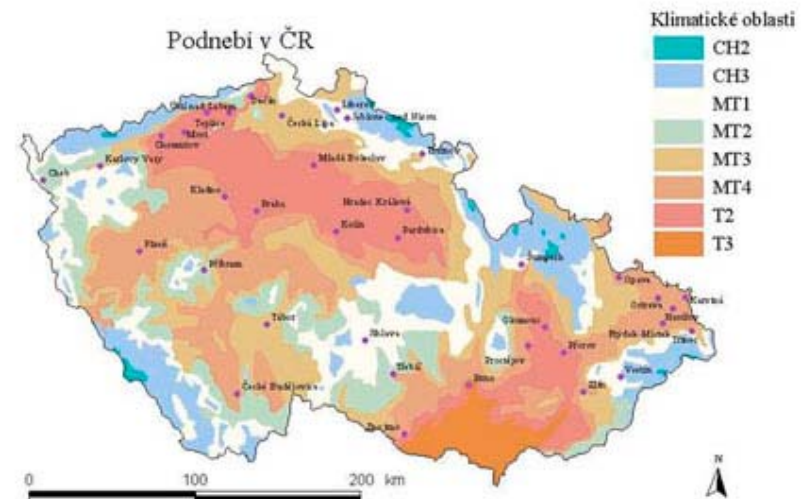 Podnebí v ČR
Klimatické oblasti
CH2
CH3
MT1
MT2
MT3
MT4
T2
T3
Děčín
Liberec
Teplice
Česká Lípa
Most
Chomutov
Trutnov
Karlovy Vary
Mladá Boleslav
Cheb
Kladno
Praha
Hradec Králové
Kolín
Pardubice
Plzeň
Příbram
Šumperk
Opava
Ostrava
Karviná
Havířov
Tábor
Olomouc
Frýdek-Místek
Třinec
Jihlava
Prostějov
Přerov
Vsetín
Třebíč
Brno
Zlín
České Budějovice
Znojmo
N
0
100
200 km